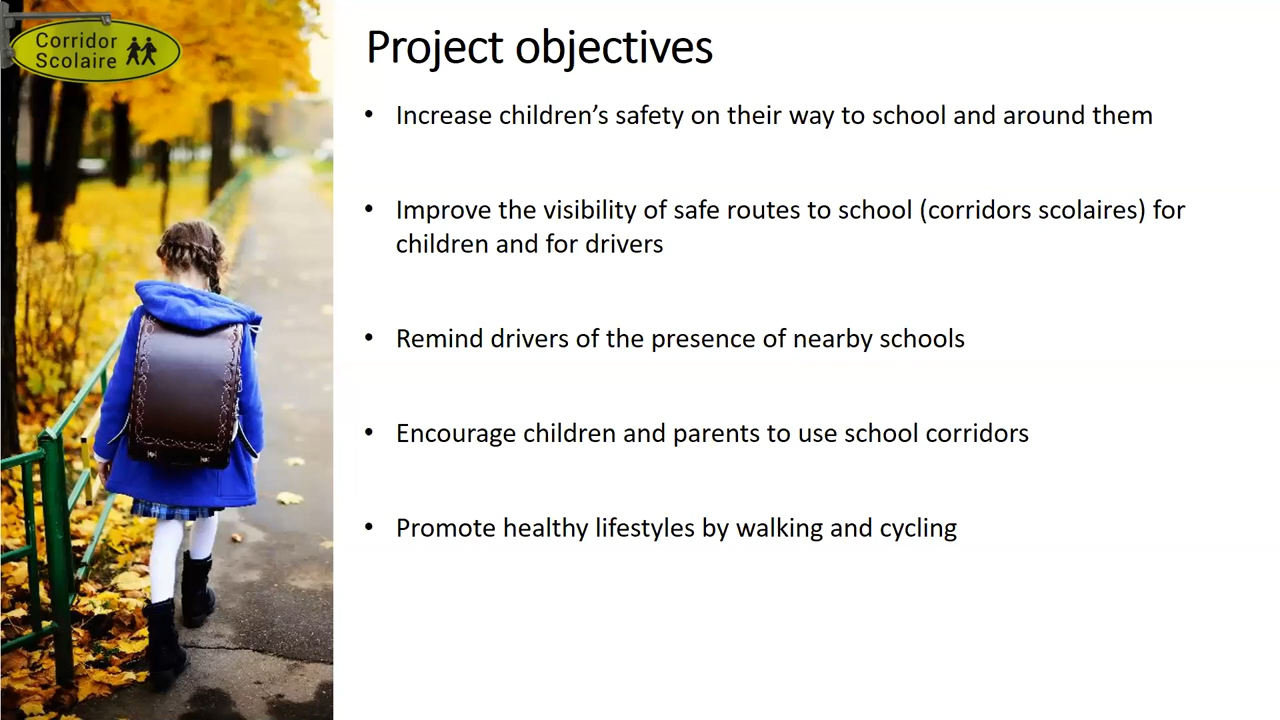 Corridor
Scolaire
Project objectives
• Increase children’s safety on their way to school and around them
• Improve the visibility of safe routes to school (corridors scolaires) for
children and for drivers
• Remind drivers of the presence of nearby schools
• Encourage children and parents to use school corridors
• Promote healthy lifestyles by walking and cycling